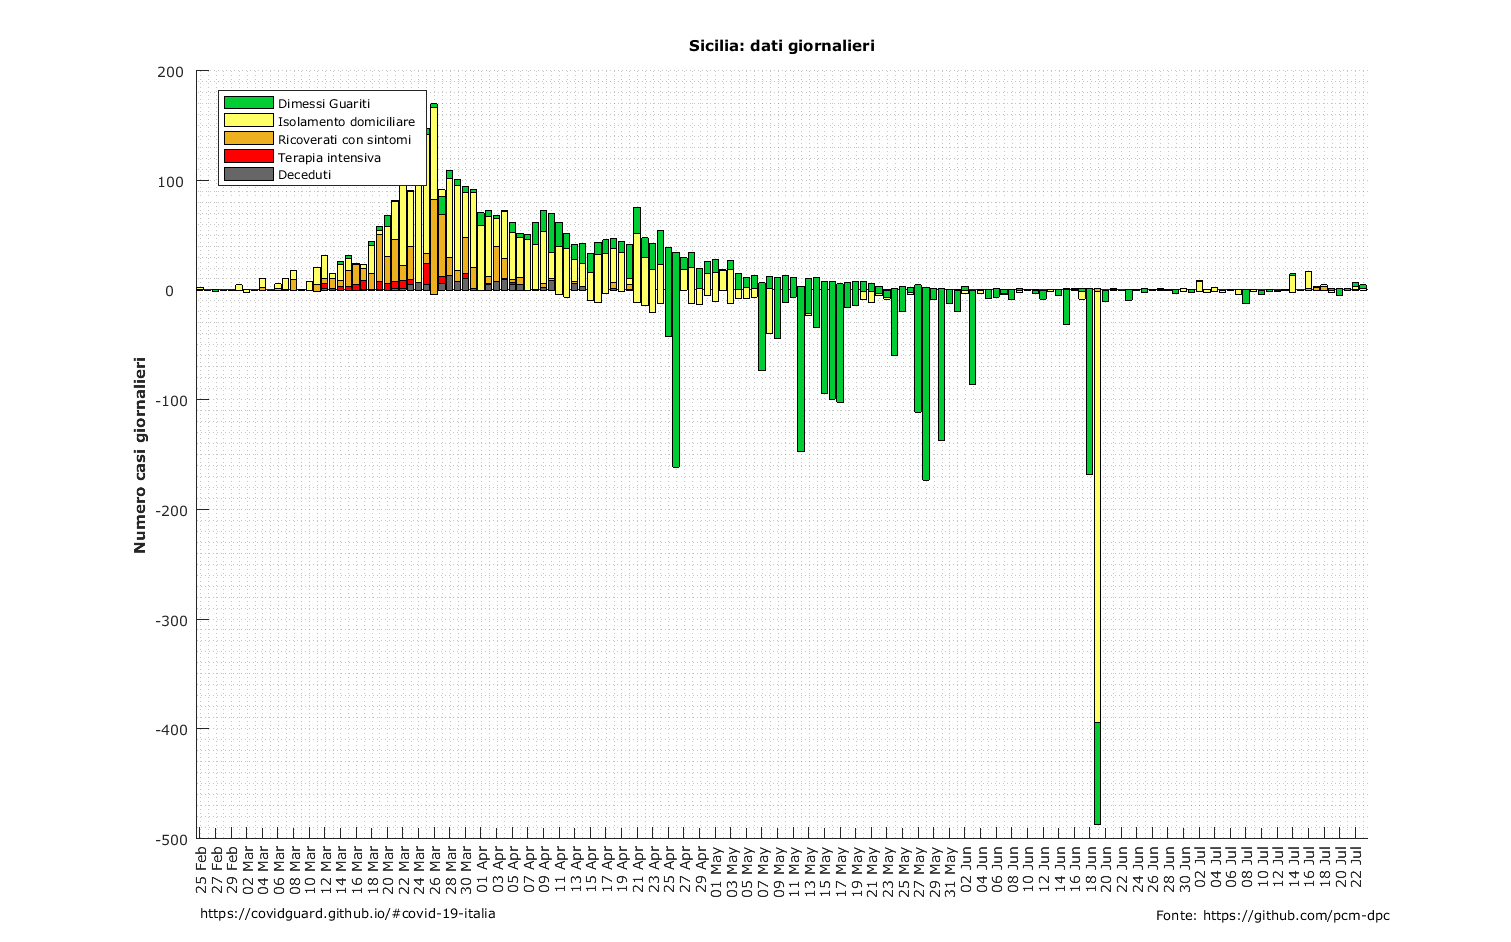 Sicilia: dati giornalieri
200
100
0
-100
-200
-300
-400
-500
Numero casi giornalieri
Dimessi Guariti
Isolamento domiciliare
Ricoverati con sintomi
Terapia intensiva
Deceduti
25 Feb
27 Feb
29 Feb
02 Mar
04 Mar
06 Mar
08 Mar
10 Mar
12 Mar
14 Mar
16 Mar
18 Mar
20 Mar
22 Mar
24 Mar
26 Mar
28 Mar
30 Mar
01 Apr
03 Apr
05 Apr
07 Apr
09 Apr
11 Apr
13 Apr
15 Apr
17 Apr
19 Apr
21 Apr
23 Apr
25 Apr
27 Apr
29 Apr
01 May
03 May
05 May
07 May
09 May
11 May
13 May
15 May
17 May
19 May
21 May
23 May
25 May
27 May
29 May
31 May
02 Jun
04 Jun
06 Jun
08 Jun
10 Jun
12 Jun
14 Jun
16 Jun
18 Jun
20 Jun
22 Jun
24 Jun
26 Jun
28 Jun
30 Jun
02 Jul
04 Jul
06 Jul
08 Jul
10 Jul
12 Jul
14 Jul
16 Jul
18 Jul
20 Jul
22 Jul
https://covidguard.github.io/#covid-19-italia
Fonte: https://github.com/pcm-dpc